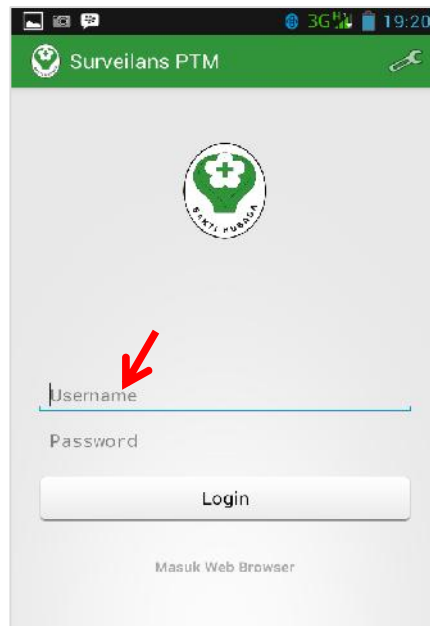 3G H 19:20
Surveilans PTM
BAKTI HUSADA
Username
Password
Login
Masuk Web Browser